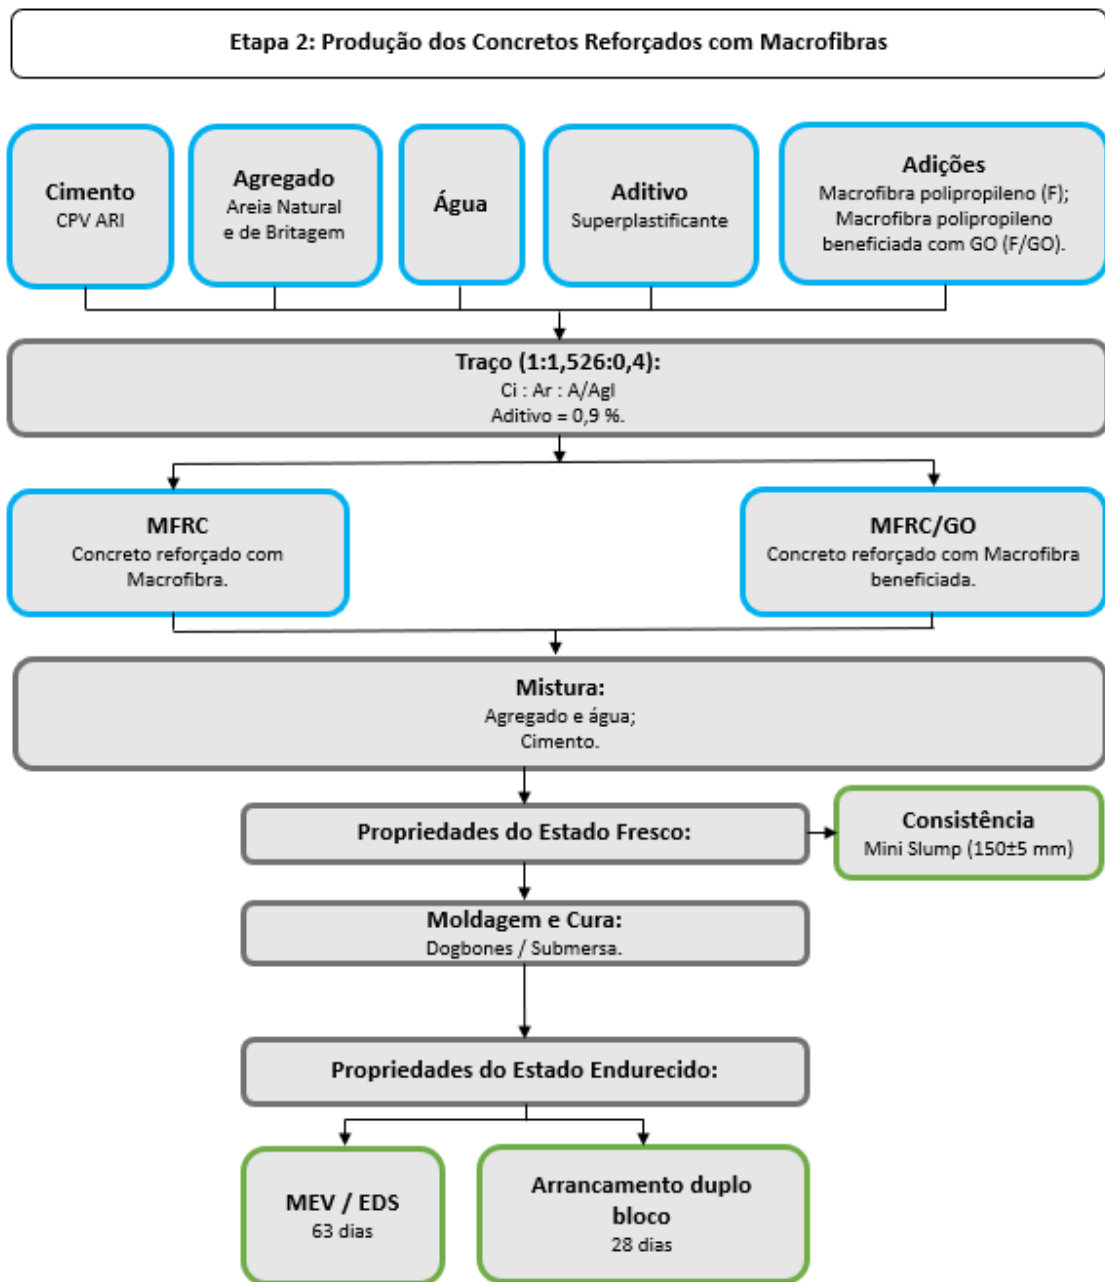 Etapa 2: Produção dos Concretos Reforçados com Macrofibras
Cimento
CPV ARI
Agregado
Areia Natural
e de Britagem
Água
Aditivo
Superplastificante
Adições
Macrofibra polipropileno (F);
Macrofibra polipropileno
beneficiada com GO (F/GO).
Traço (1:1,526:0,4):
Ci : Ar : A/Agl
Aditivo = 0,9 %.
MFRC
Concreto reforçado com
Macrofibra.
MFRC/GO
Concreto reforçado com Macrofibra
beneficiada.
Mistura:
Agregado e água;
Cimento.
Propriedades do Estado Fresco:
Consistência
Mini Slump (150±5 mm)
Moldagem e Cura:
Dogbones / Submersa.
Propriedades do Estado Endurecido:
MEV / EDS
63 dias
Arrancamento duplo
bloco
28 dias